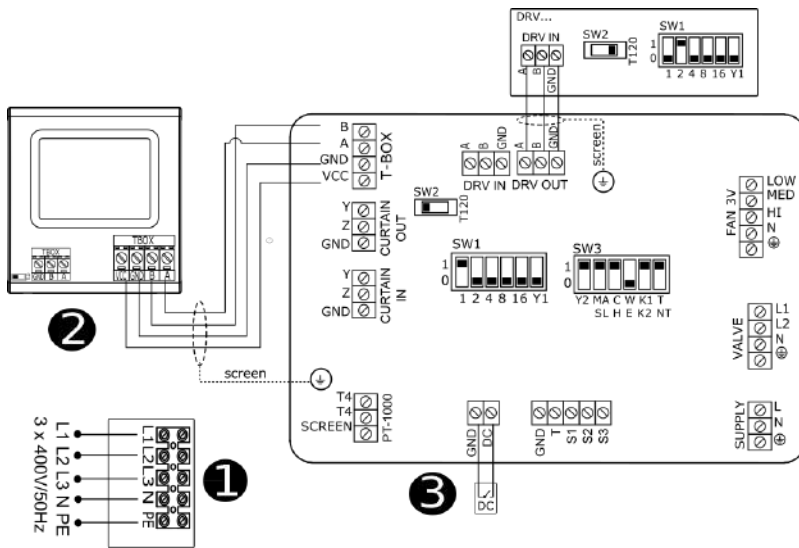 DRV...
DRV IN
A B GND
SW2
T120
SW1
1
0
1 2 4 8 16 Y1
B
A
GND
VCC
T-BOX
A B GND
DRV IN
A B GND
DRV OUT
screen
SW2
T120
Y
Z
GND
CURTAIN
OUT
Y
Z
GND
CURTAIN
IN
SW1
1
0
1 2 4 8 16 Y1
SW3
1
0
Y2 MA C W K1 T
SL H E K2 NT
LOW
MED
HI
N
FAN 3V
L1
L2
N
VALVE
L
N
SUPPLY
TBOX
GND B A
TBOX
VCC GND B A
2
screen
T4
T4
SCREEN
PT-1000
GND DC
GND T S1 S2 S3
3
DC
L1 L1
L2 L2
L3 L3
N N
PE PE
3 x 400V/50Hz
1